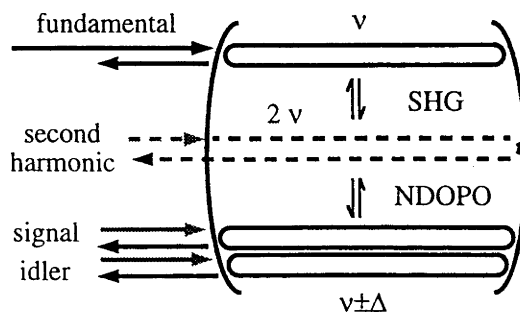 fundamental
ν
SHG
2 ν
second
harmonic
NDOPO
signal
idler
ν±Δ